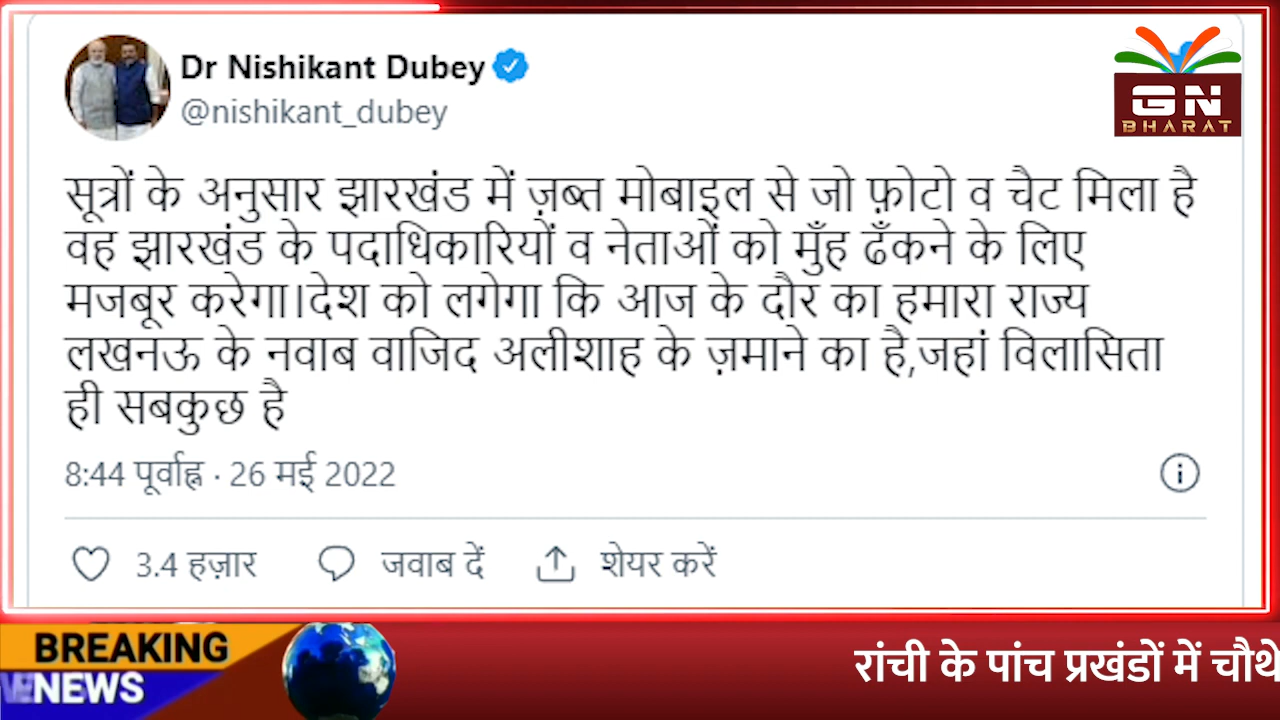 Dr Nishikant Dubey
@nishikant_dubey
GN
BHARAT
सूत्रों के अनुसार झारखंड में ज़ब्त मोबाइल से जो फ़ोटो व चैट मिला है
वह झारखंड के पदाधिकारियों व नेताओं को मुँह ढँकने के लिए
मजबूर करेगा।देश को लगेगा कि आज के दौर का हमारा राज्य
लखनऊ के नवाब वाजिद अलीशाह के ज़माने का है,जहां विलासिता
ही सबकुछ है
8:44 पूर्वाह्न · 26 मई 2022
3.4 हज़ार जवाब दें शेयर करें
BREAKING
NEWS
रांची के पांच प्रखंडों में चौथे